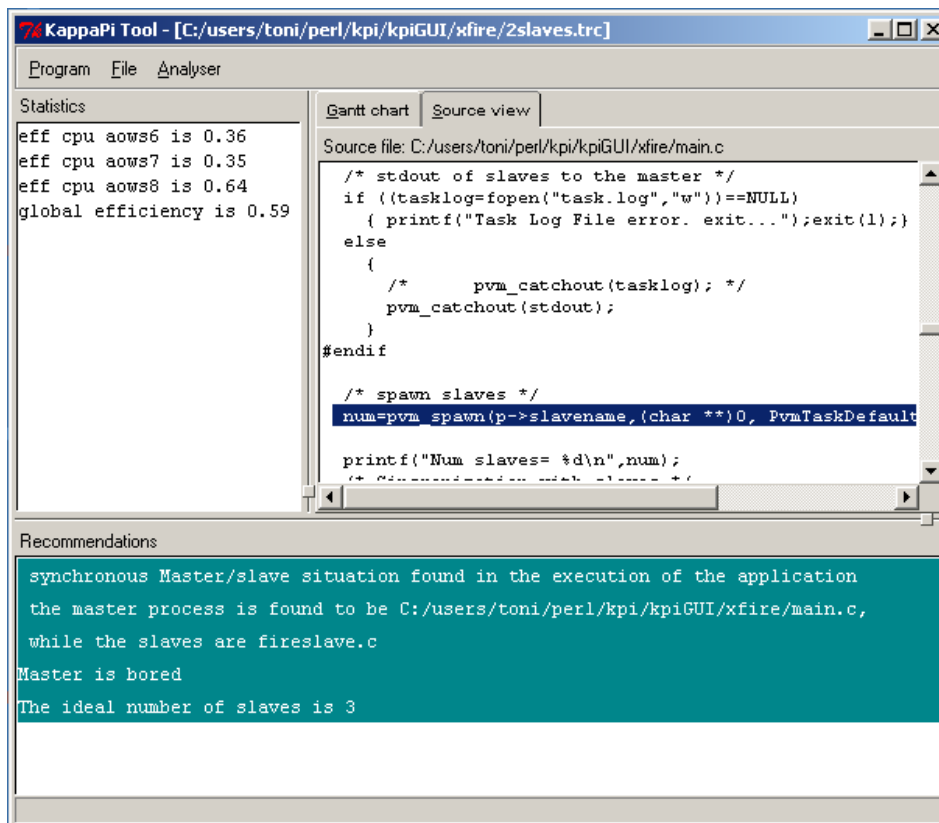 KappaPi Tool - [C:/users/toni/perl/kpi/kpiGUI/xfire/2slaves.trc]
Program File Analyser
Statistics
eff cpu aows6 is 0.36
eff cpu aows7 is 0.35
eff cpu aows8 is 0.64
global efficiency is 0.59
Gantt chart Source view
Source file: C:/users/toni/perl/kpi/kpiGUI/xfire/main.c
/* stdout of slaves to the master */
if ((tasklog=fopen("task.log","w"))==NULL)
{ printf("Task Log File error. exit...");exit(1);}
else
{
/* pvm_catchout(tasklog); */
pvm_catchout(stdout);
}
#endif
/* spawn slaves */
num=pvm_spawn(p->slavename,(char **)0, PvmTaskDefault
printf("Num slaves= %d\n",num);
Recommendations
synchronous Master/slave situation found in the execution of the application
the master process is found to be C:/users/toni/perl/kpi/kpiGUI/xfire/main.c,
while the slaves are fireslave.c
Master is bored
The ideal number of slaves is 3